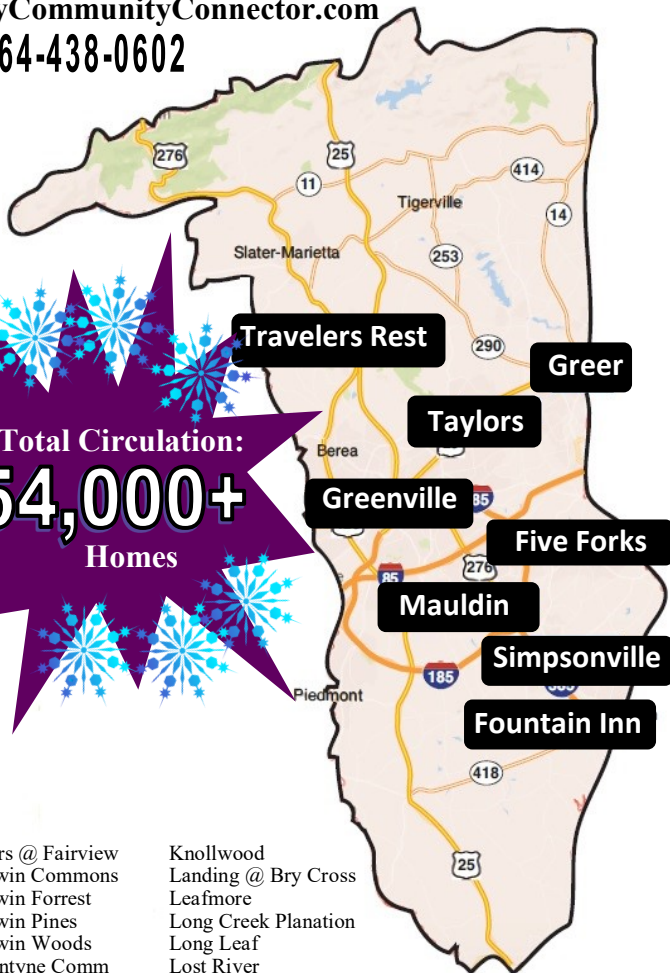 yCommunityConnector.com
64-438-0602
276
25
11
414
Tigerville
14
Slater-Marietta
253
Travelers Rest
290
Greer
Taylors
Total Circulation:
Berea
54,000+
Greenville
85
Homes
Five Forks
276
85
Mauldin
Simpsonville
185
385
Piedmont
Fountain Inn
418
25
rs @ Fairview
win Commons
win Forrest
win Pines
win Woods
ntyne Comm
Knollwood
Landing @ Bry Cross
Leafmore
Long Creek Planation
Long Leaf
Lost River